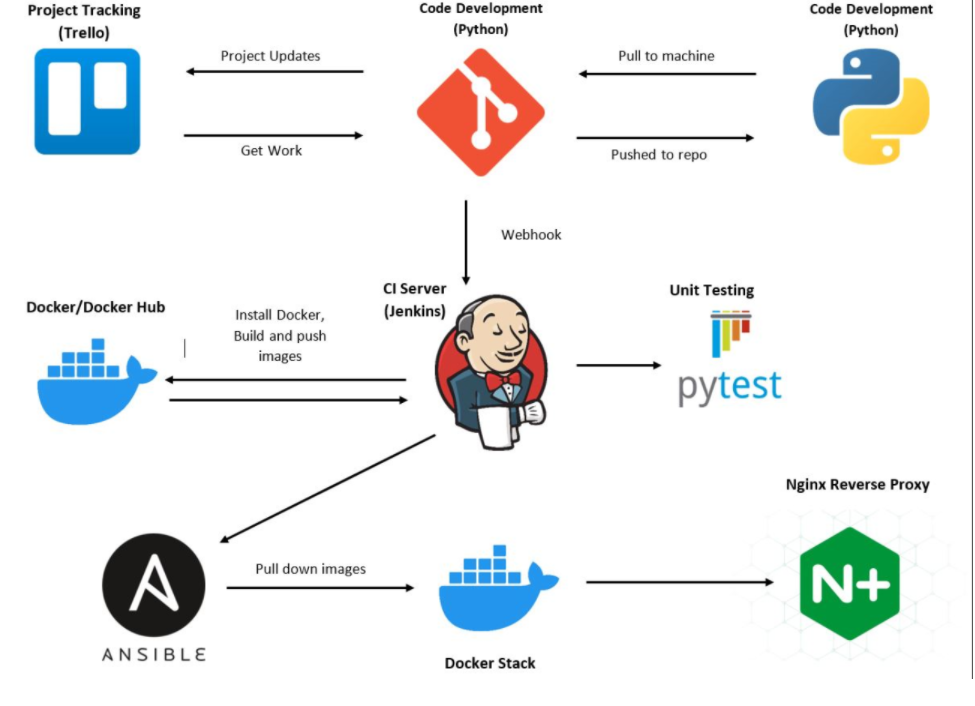 Project Tracking
(Trello)
Code Development
(Python)
Code Development
(Python)
Project Updates
Pull to machine
Get Work
Pushed to repo
Webhook
CI Server
(Jenkins)
Unit Testing
Docker/Docker Hub
Install Docker,
Build and push
images
pytest
Nginx Reverse Proxy
Pull down images
N+
ANSIBLE
Docker Stack